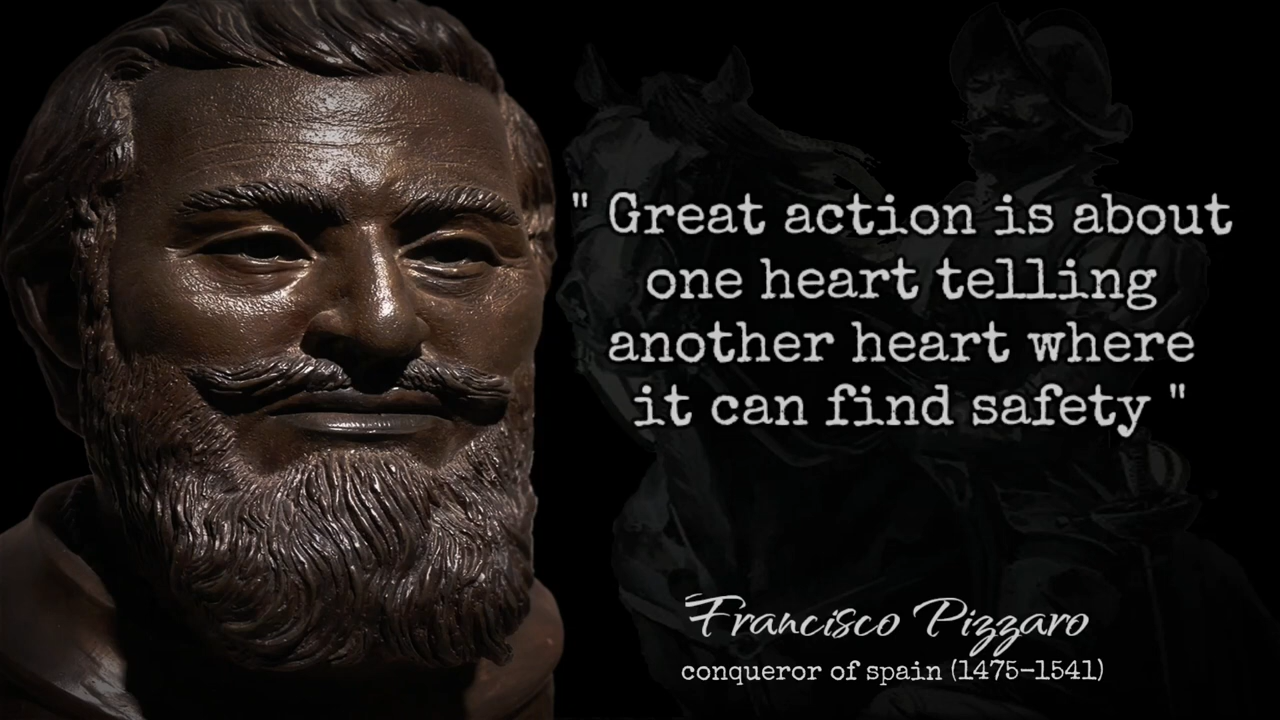 " Great action is about
one heart telling
another heart where
it can find safety "
Francisco Pizzaro
conqueror of spain (1475-1541)